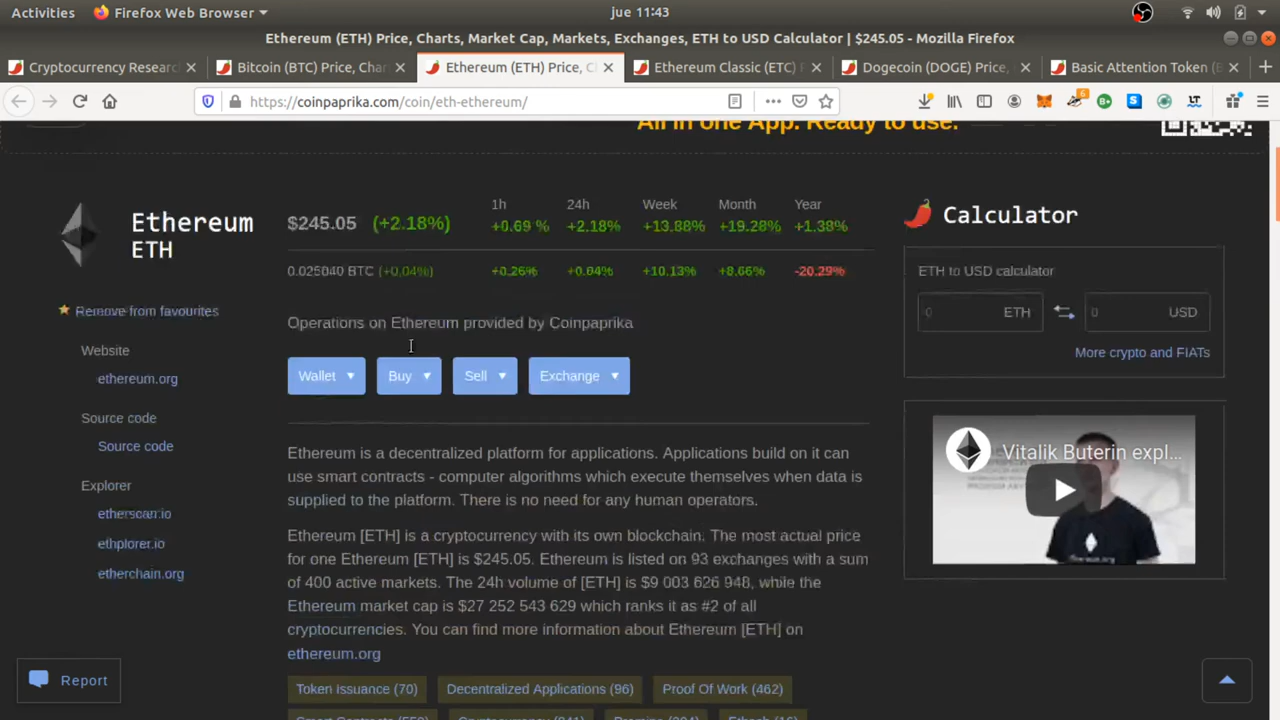 Activities
Firefox Web Browser
jue 11:43
Ethereum (ETH) Price, Charts, Market Cap, Markets, Exchanges, ETH to USD Calculator | $245.05 - Mozilla Firefox
Cryptocurrency Researc
Bitcoin (BTC) Price, Char
Ethereum (ETH) Price, C
Ethereum Classic (ETC) P
Dogecoin (DOGE) Price,
Basic Attention Token (B
https://coinpaprika.com/coin/eth-ethereum/
6
B
S
LT
All in one App. Ready to use.
Ethereum
ETH
$245.05 (+2.18%)
1h 24h Week Month Year
+0.69 % +2.18% +13.88% +19.28% +1.38%
0.025040 BTC (+0.04%) +0.26% +0.04% +10.13% +8.66% -20.29%
Calculator
ETH to USD calculator
0 ETH 0 USD
More crypto and FIATs
Remove from favourites
Website
ethereum.org
Source code
Source code
Explorer
etherscan.io
ethplorer.io
etherchain.org
Operations on Ethereum provided by Coinpaprika
Wallet Buy Sell Exchange
Ethereum is a decentralized platform for applications. Applications build on it can
use smart contracts - computer algorithms which execute themselves when data is
supplied to the platform. There is no need for any human operators.
Ethereum [ETH] is a cryptocurrency with its own blockchain. The most actual price
for one Ethereum [ETH] is $245.05. Ethereum is listed on 93 exchanges with a sum
of 400 active markets. The 24h volume of [ETH] is $9 003 626 948, while the
Ethereum market cap is $27 252 543 629 which ranks it as #2 of all
cryptocurrencies. You can find more information about Ethereum [ETH] on
ethereum.org
Vitalik Buterin expl...
Token Issuance (70) Decentralized Applications (96) Proof Of Work (462)
Report